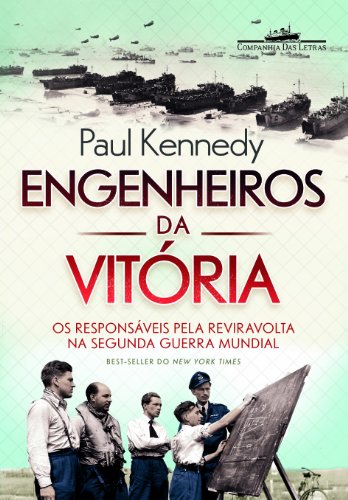 COMPANHIA DAS LETRAS
Paul Kennedy
ENGENHEIROS
DA
VITÓRIA
OS RESPONSÁVEIS PELA REVIRAVOLTA
NA SEGUNDA GUERRA MUNDIAL
BEST-SELLER DO NEW YORK TIMES